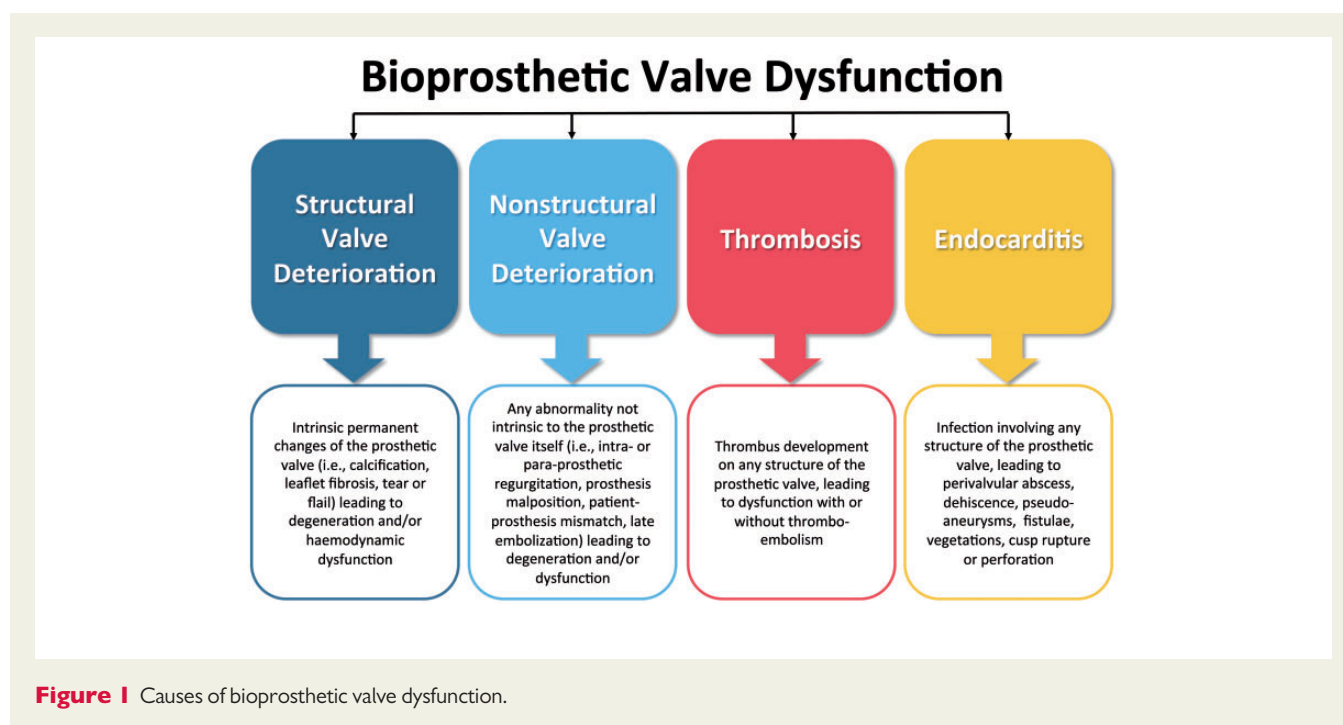 Bioprosthetic Valve Dysfunction
Structural
Valve
Deterioration
Nonstructural
Valve
Deterioration
Thrombosis
Endocarditis
Intrinsic permanent
changes of the prosthetic
valve (i.e., calcification,
leaflet fibrosis, tear or
flail) leading to
degeneration and/or
haemodynamic
dysfunction
Any abnormality not
intrinsic to the prosthetic
valve itself (i.e., intra- or
para-prosthetic
regurgitation, prosthesis
malposition, patient-
prosthesis mismatch, late
embolization) leading to
degeneration and/or
dysfunction
Thrombus development
on any structure of the
prosthetic valve, leading
to dysfunction with or
without thrombo-
embolism
Infection involving any
structure of the prosthetic
valve, leading to
perivalvular abscess,
dehiscence, pseudo-
aneurysms, fistulae,
vegetations, cusp rupture
or perforation
Figure 1 Causes of bioprosthetic valve dysfunction.